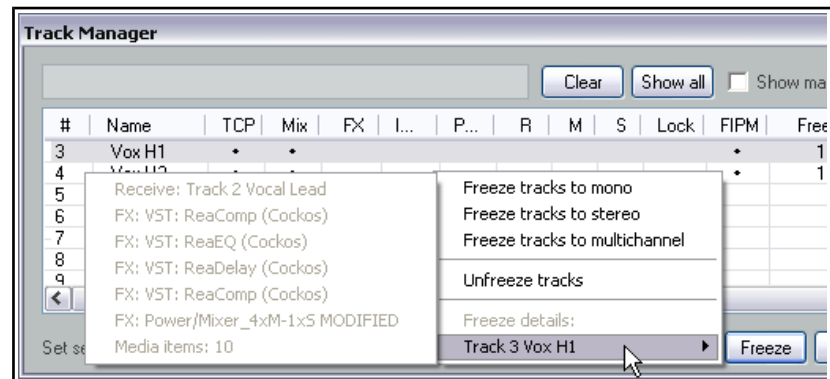 Track Manager
Clear Show all Show ma
# Name TCP Mix FX I... P... R M S Lock FIPM Free
3 Vox H1 • • • 1
4 • 1
5
6
7
8
9
Receive: Track 2 Vocal Lead
FX: VST: ReaComp (Cockos)
FX: VST: ReaEQ (Cockos)
FX: VST: ReaDelay (Cockos)
FX: VST: ReaComp (Cockos)
FX: Power/Mixer_4xM-1xS MODIFIED
Media items: 10
Freeze tracks to mono
Freeze tracks to stereo
Freeze tracks to multichannel
Unfreeze tracks
Freeze details:
Track 3 Vox H1
Set se
Freeze